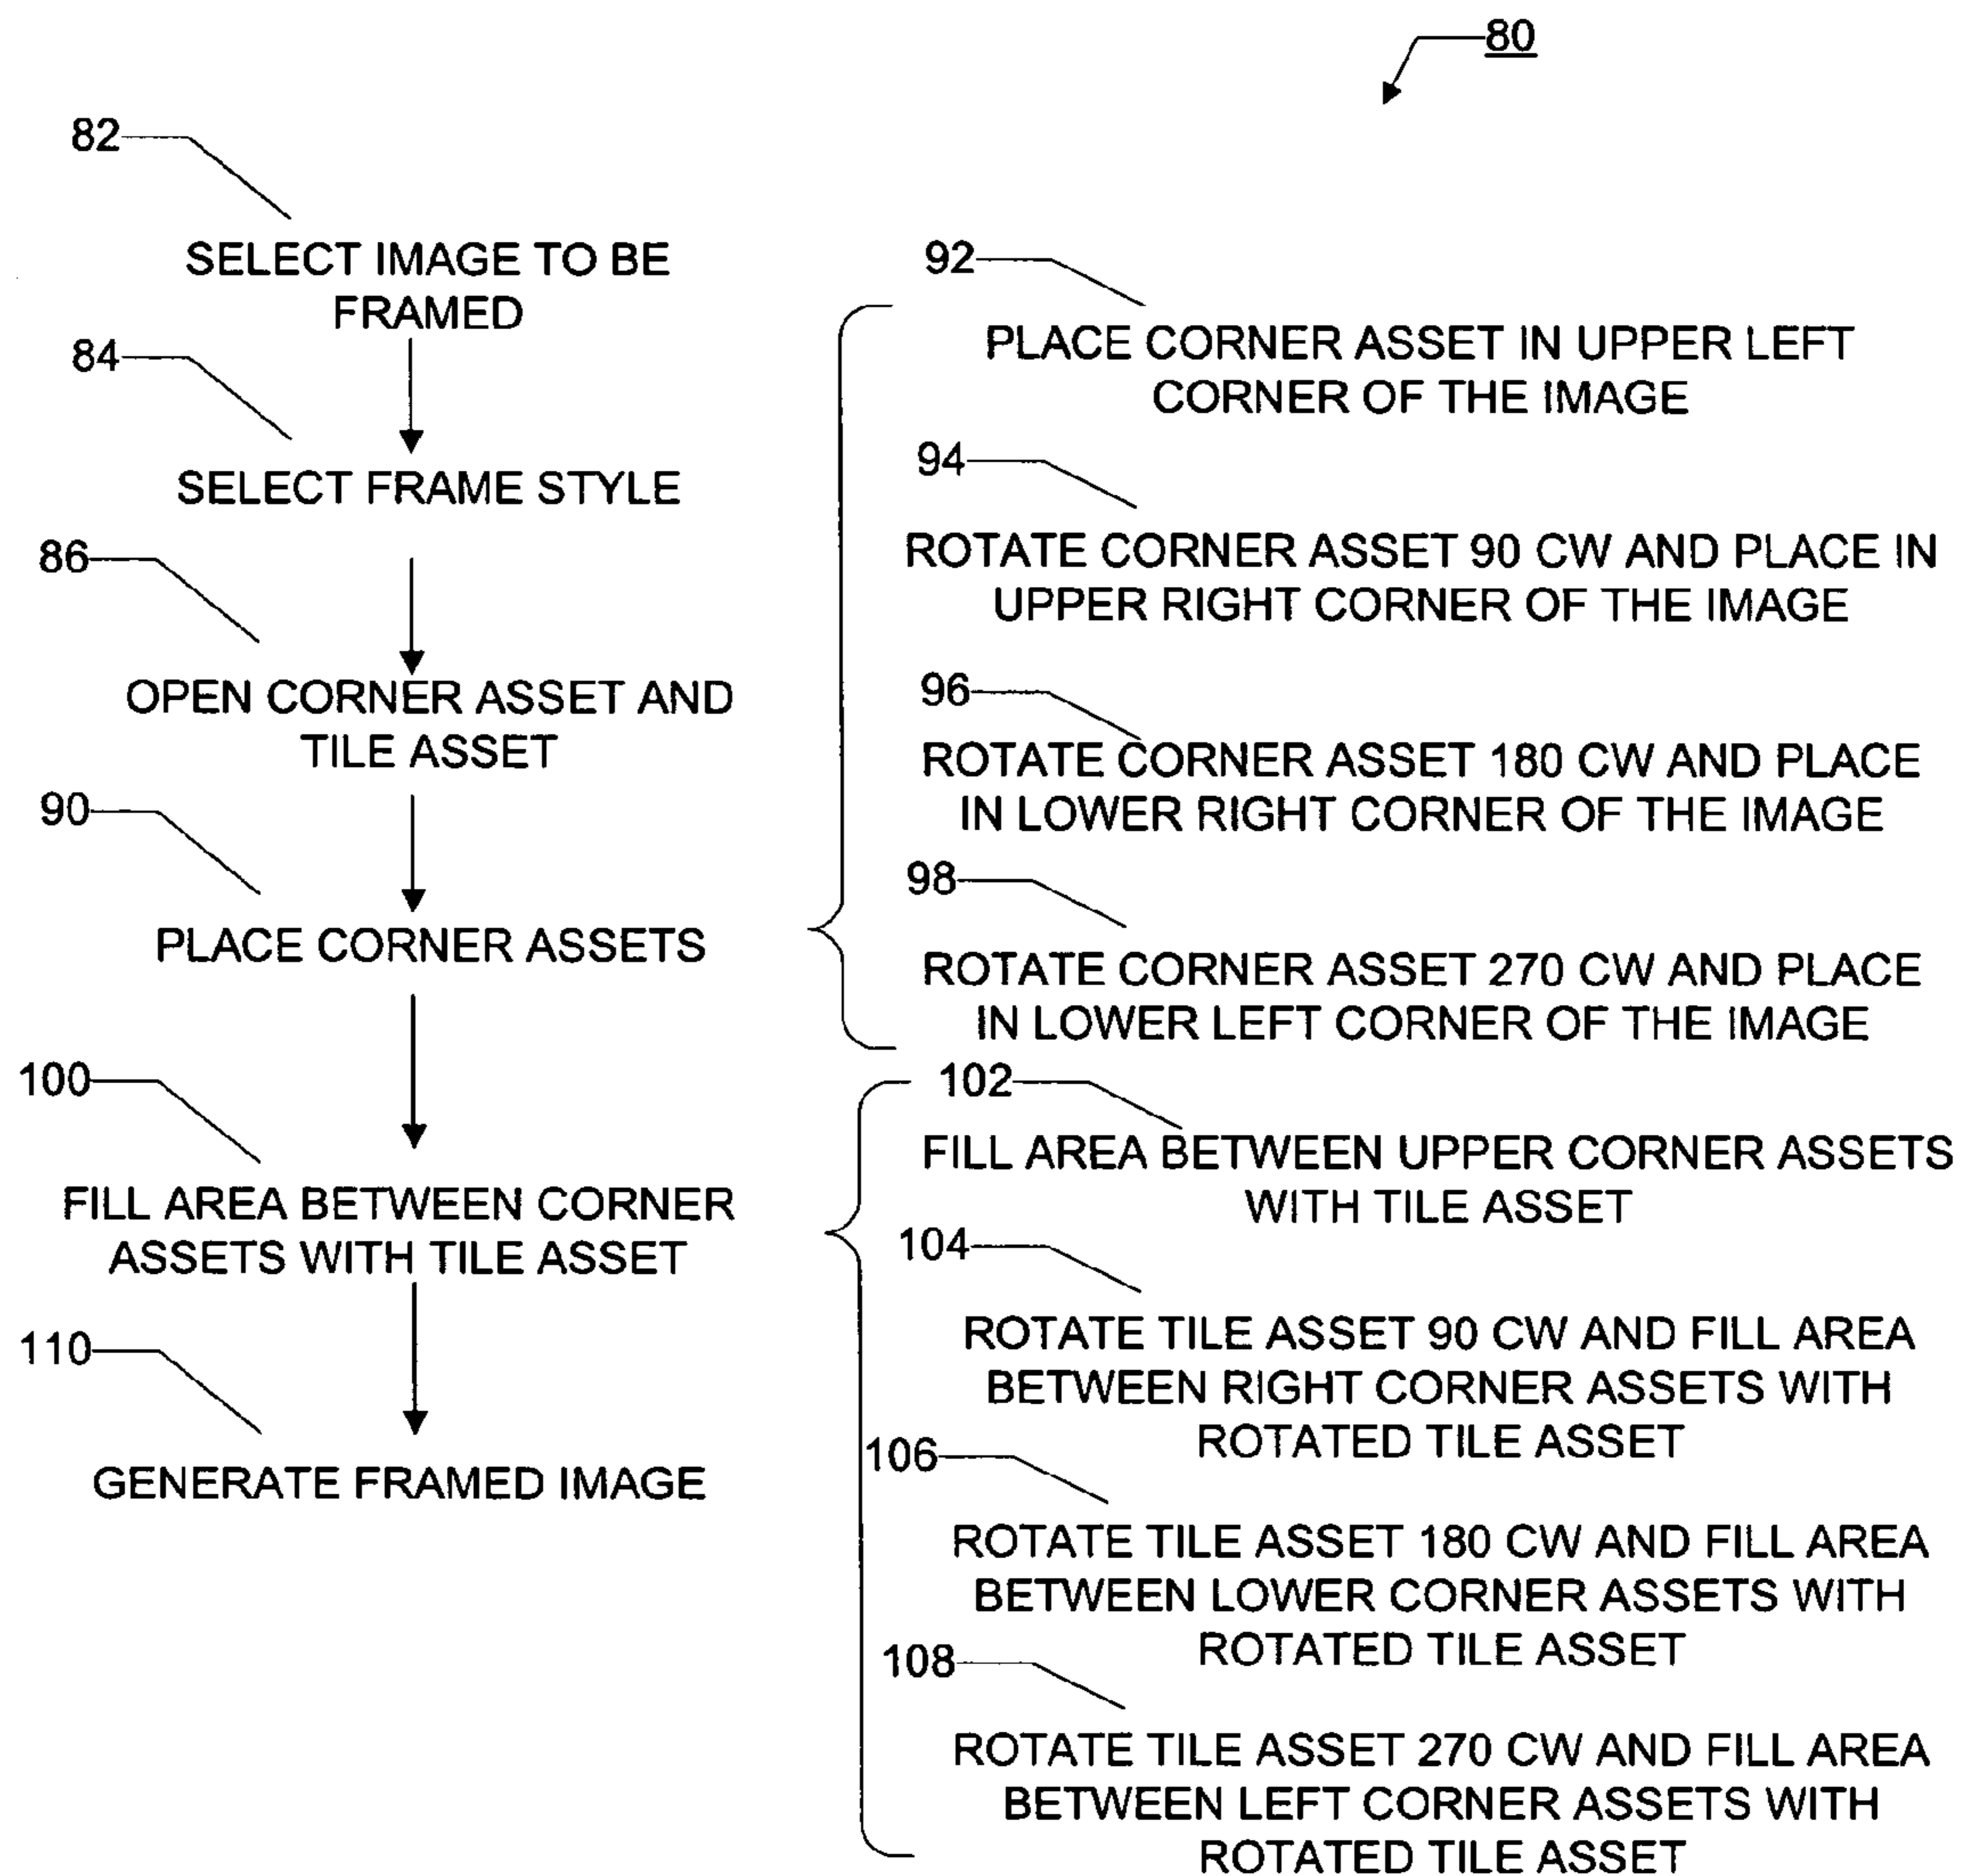 80
82
SELECT IMAGE TO BE
FRAMED
84
SELECT FRAME STYLE
86
OPEN CORNER ASSET AND
TILE ASSET
90
PLACE CORNER ASSETS
100
FILL AREA BETWEEN CORNER
ASSETS WITH TILE ASSET
110
GENERATE FRAMED IMAGE
92
PLACE CORNER ASSET IN UPPER LEFT
CORNER OF THE IMAGE
94
ROTATE CORNER ASSET 90 CW AND PLACE IN
UPPER RIGHT CORNER OF THE IMAGE
96
ROTATE CORNER ASSET 180 CW AND PLACE
IN LOWER RIGHT CORNER OF THE IMAGE
98
ROTATE CORNER ASSET 270 CW AND PLACE
IN LOWER LEFT CORNER OF THE IMAGE
102
FILL AREA BETWEEN UPPER CORNER ASSETS
WITH TILE ASSET
104
ROTATE TILE ASSET 90 CW AND FILL AREA
BETWEEN RIGHT CORNER ASSETS WITH
ROTATED TILE ASSET
106
ROTATE TILE ASSET 180 CW AND FILL AREA
BETWEEN LOWER CORNER ASSETS WITH
ROTATED TILE ASSET
108
ROTATE TILE ASSET 270 CW AND FILL AREA
BETWEEN LEFT CORNER ASSETS WITH
ROTATED TILE ASSET